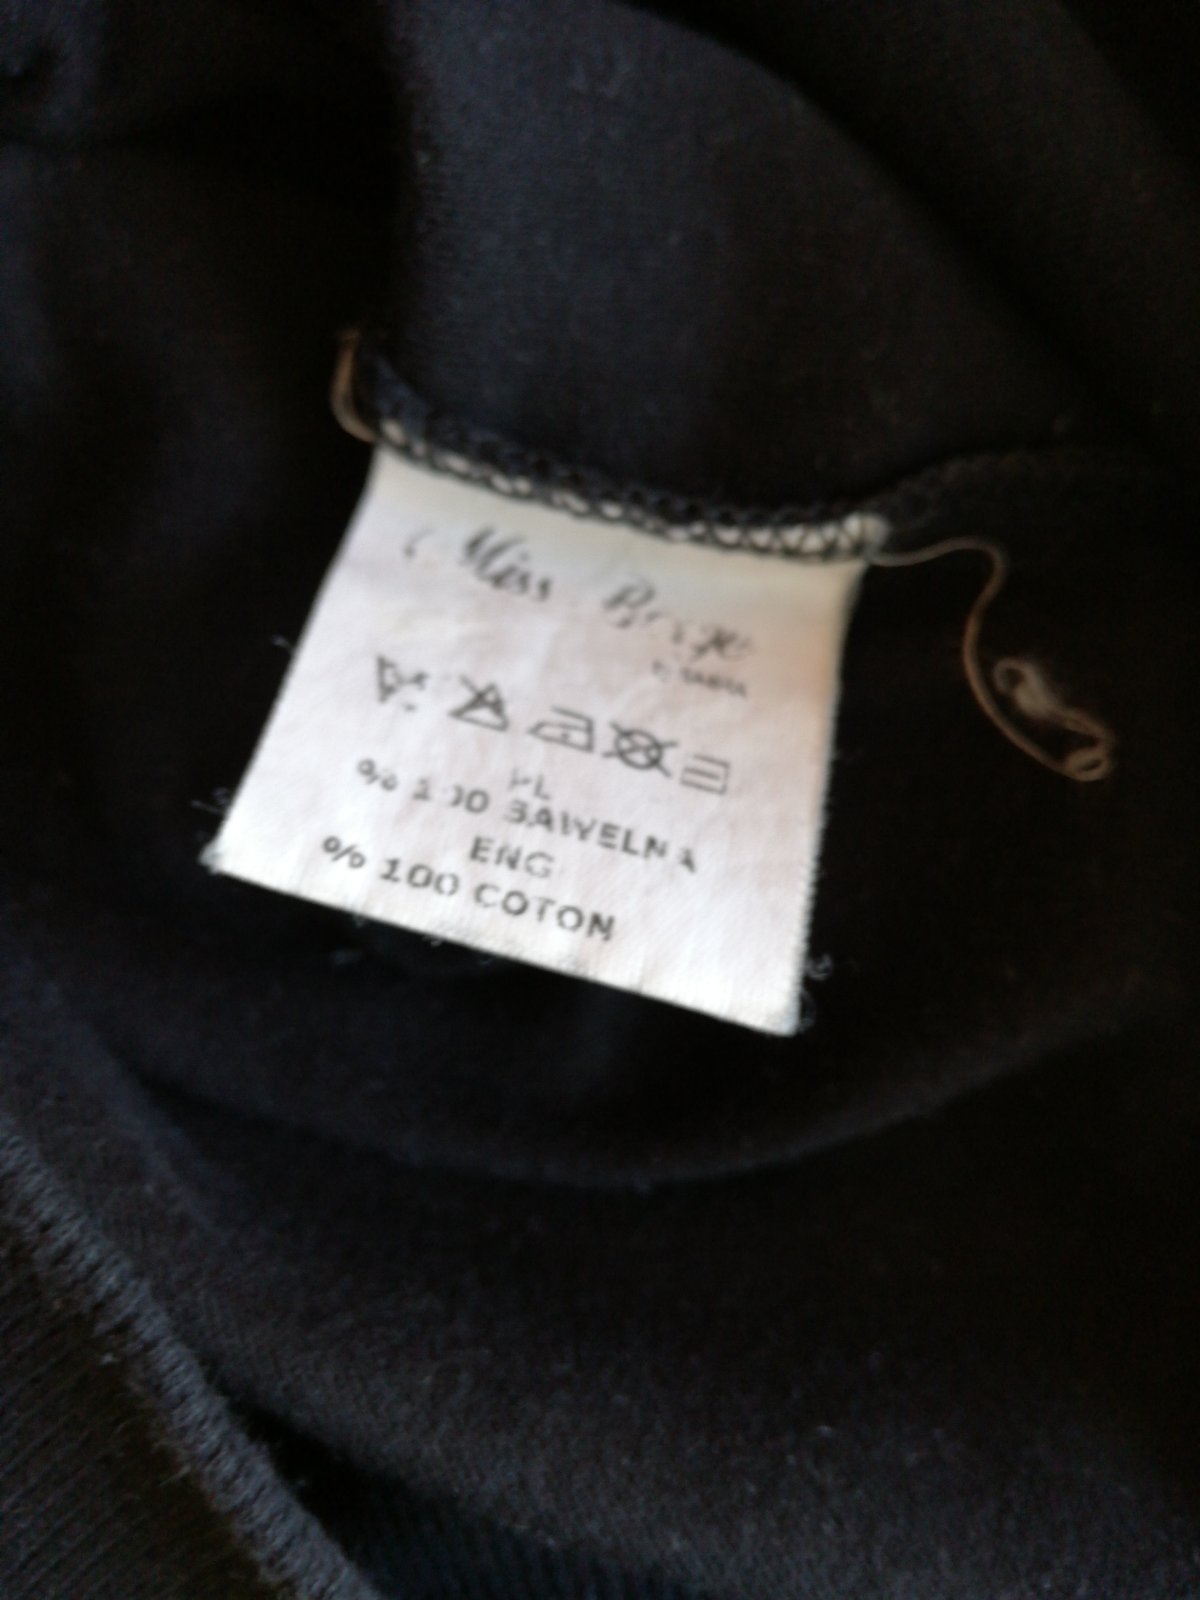 Miss
PL
% 100 BAWELNA
ENG
% 100 COTON